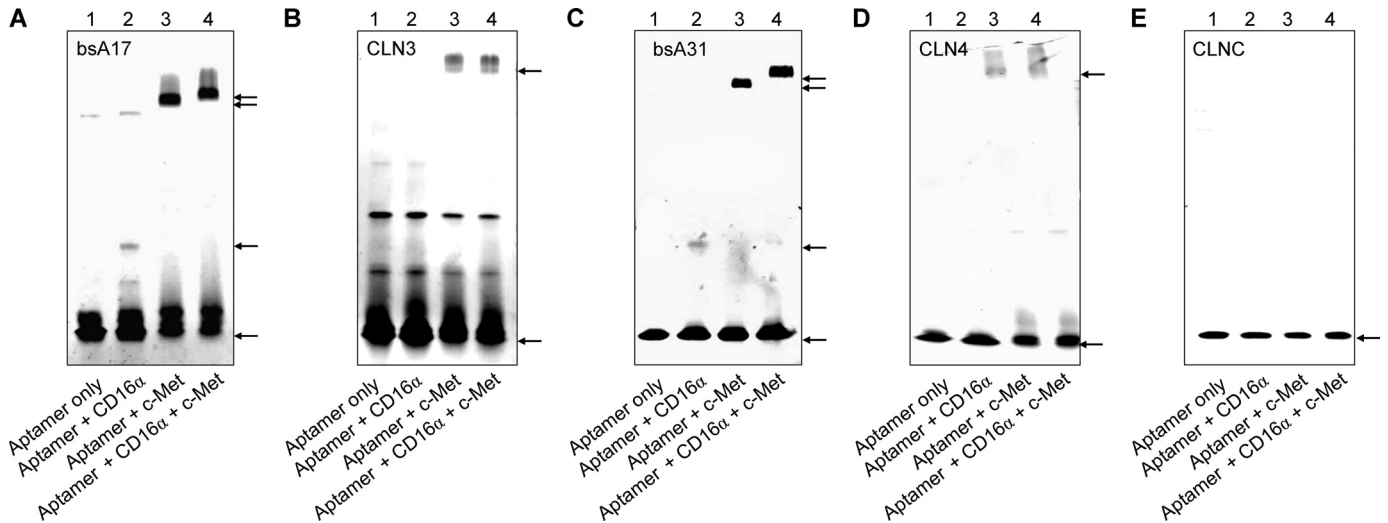 A
1 2 3 4
bsA17
Aptamer only
Aptamer + CD16α
Aptamer + c-Met
Aptamer + CD16α + c-Met
B
1 2 3 4
CLN3
Aptamer only
Aptamer + CD16α
Aptamer + c-Met
Aptamer + CD16α + c-Met
C
1 2 3 4
bsA31
Aptamer only
Aptamer + CD16α
Aptamer + c-Met
Aptamer + CD16α + c-Met
D
1 2 3 4
CLN4
Aptamer only
Aptamer + CD16α
Aptamer + c-Met
Aptamer + CD16α + c-Met
E
1 2 3 4
CLNC
Aptamer only
Aptamer + CD16α
Aptamer + c-Met
Aptamer + CD16α + c-Met